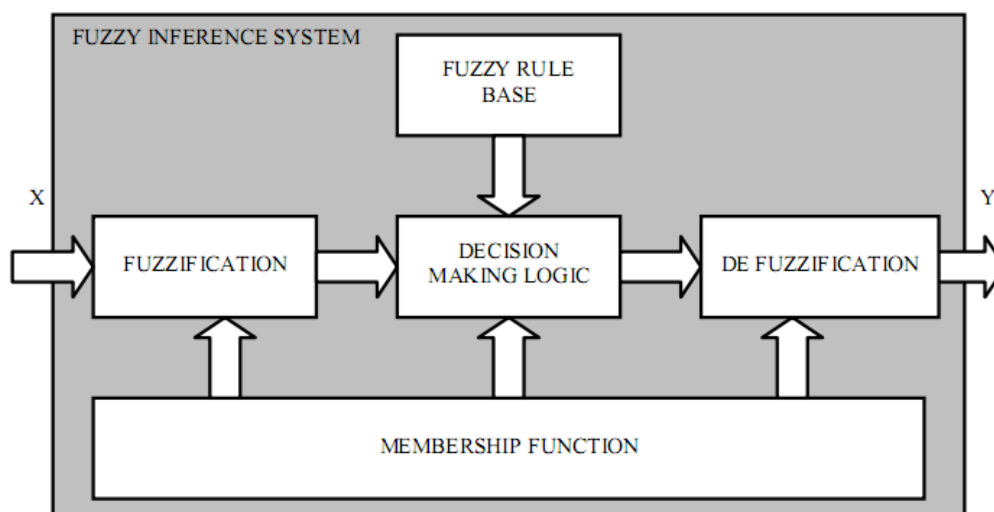 FUZZY INFERENCE SYSTEM
FUZZY RULE
BASE
X
Y
FUZZIFICATION
DECISION
MAKING LOGIC
DE FUZZIFICATION
MEMBERSHIP FUNCTION